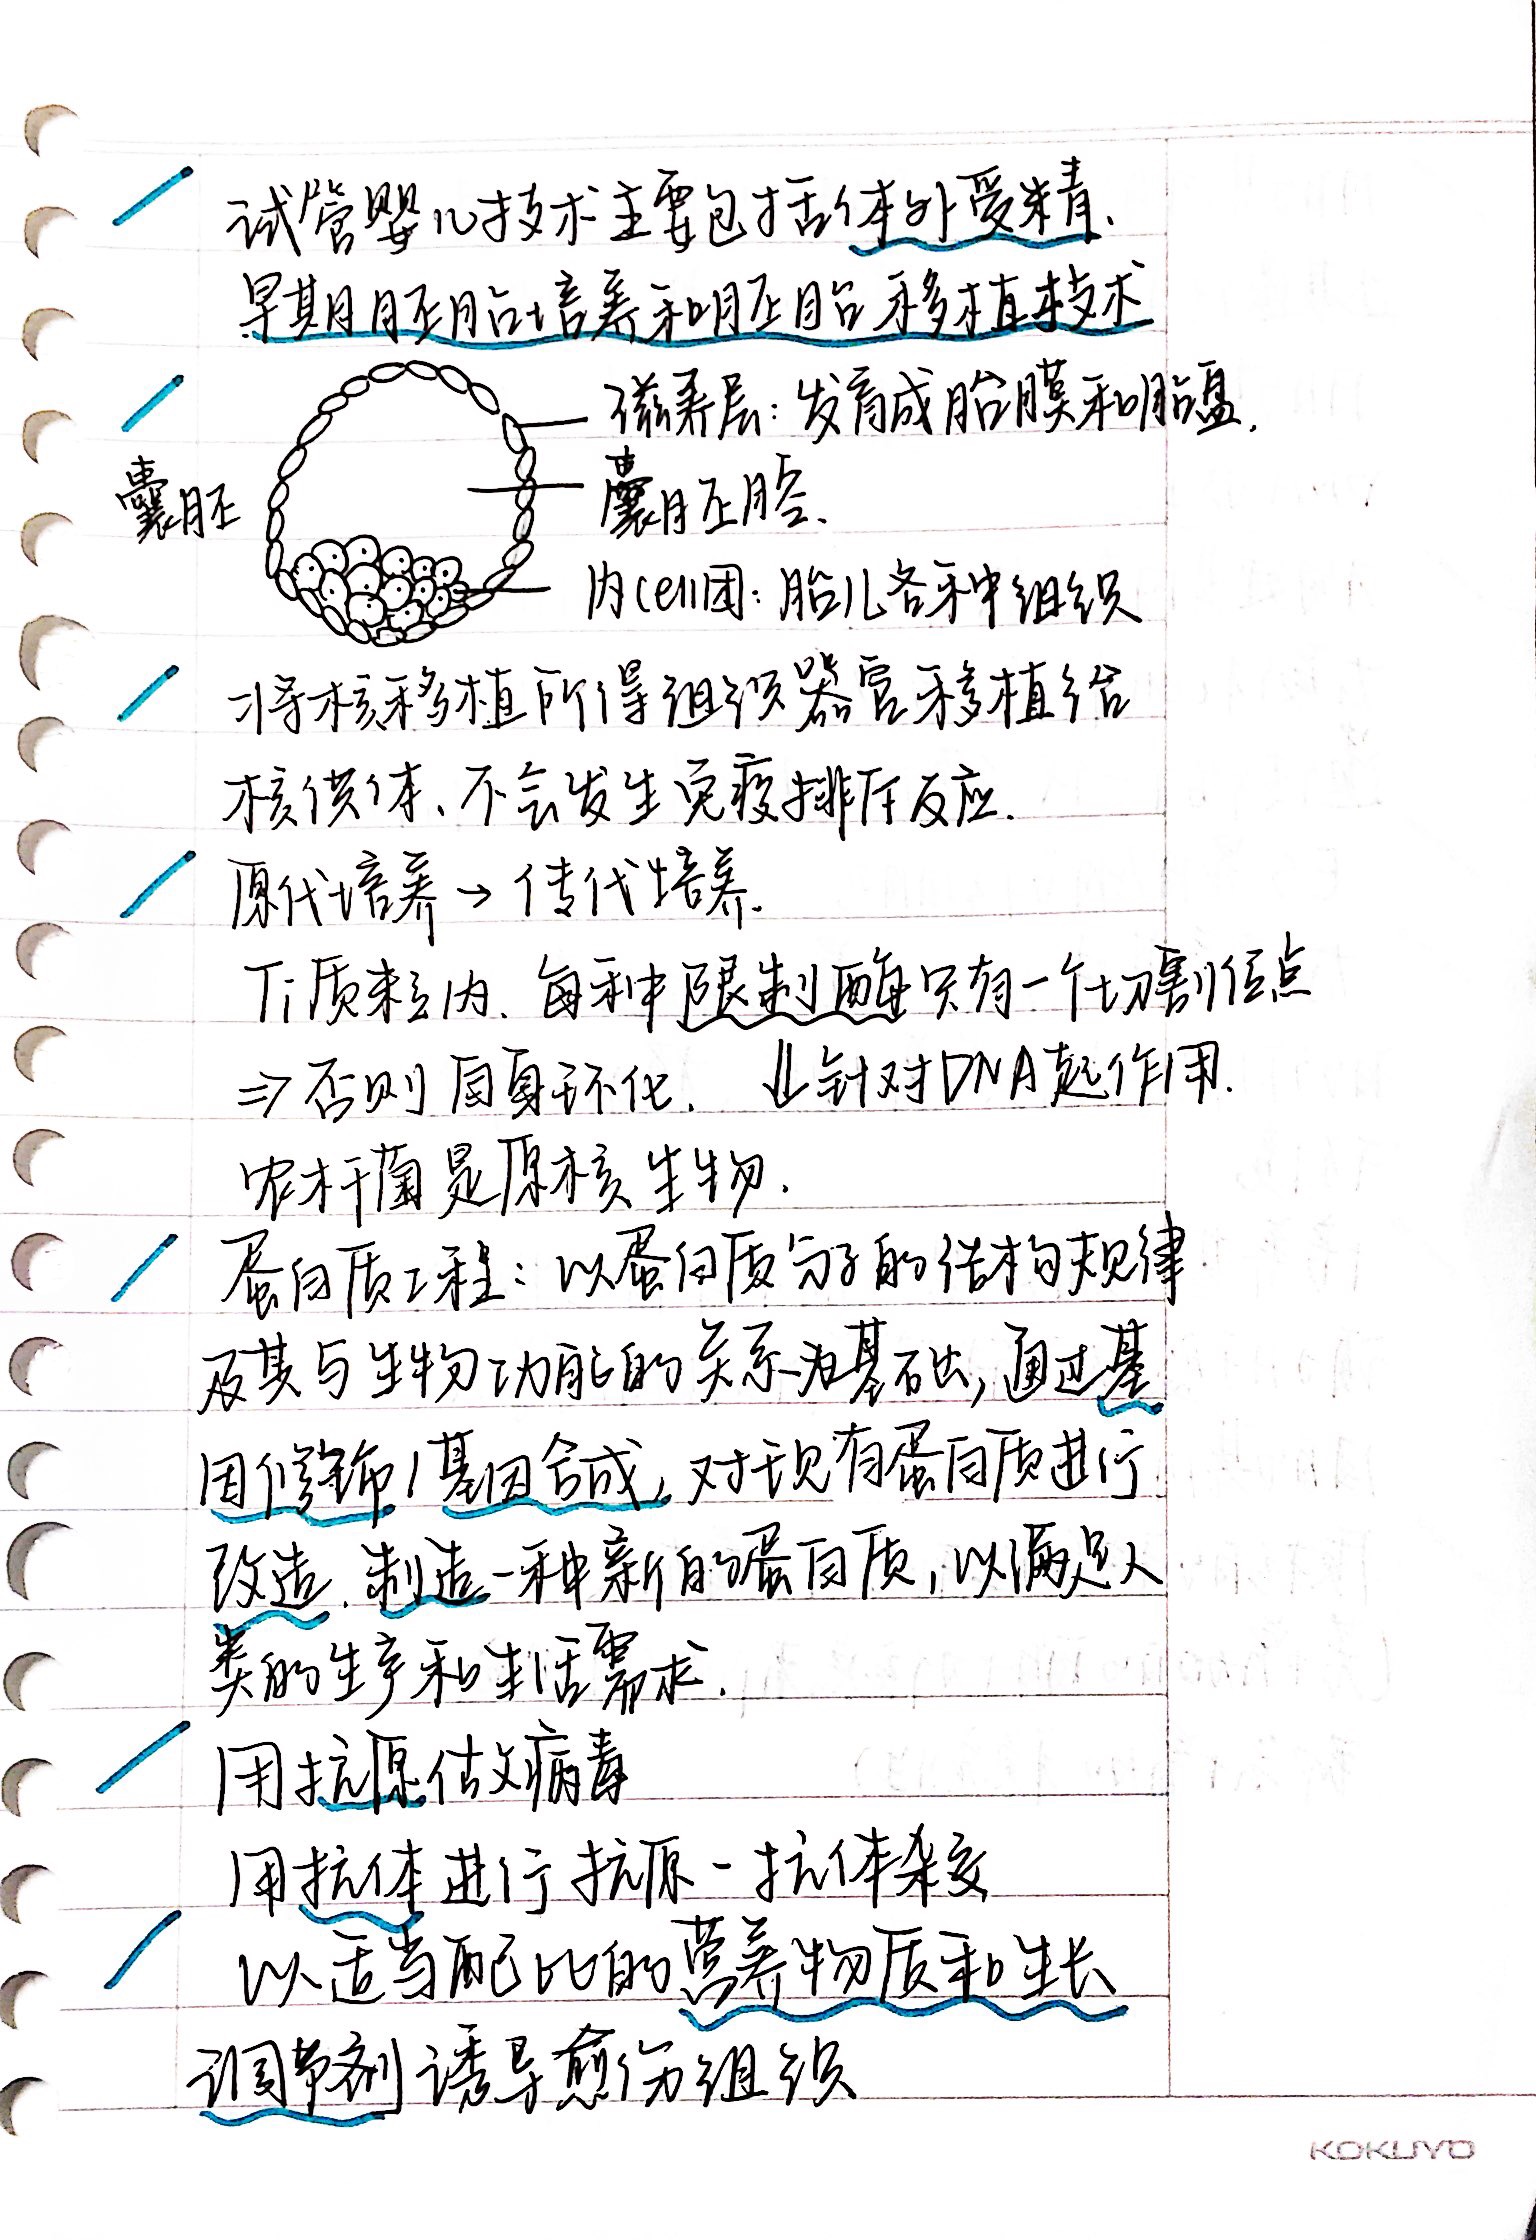 试管婴儿技术主要包括体外受精、
早期胚胎培养和胚胎移植技术
囊胚
滋养层：发育成胎膜和胎盘.
囊胚腔.
内cell团：胎儿各种组织
将核移植所得组织器官移植给
核供体、不会发生免疫排斥反应.
原代培养→传代培养.
Ti质粒内、每种限制酶只有一个切割位点
⇒否则自身环化. ⇓针对DNA起作用.
农杆菌是原核生物.
蛋白质工程：以蛋白质分子的结构规律
及其与生物功能的关系为基础，通过基
因修饰/基因合成，对现有蛋白质进行
改造、制造一种新的蛋白质，以满足人
类的生产和生活需求.
用抗原估攻病毒
用抗体进行抗原-抗体杂交
以适当配比的营养物质和生长
调节剂诱导愈伤组织
KOKUYO